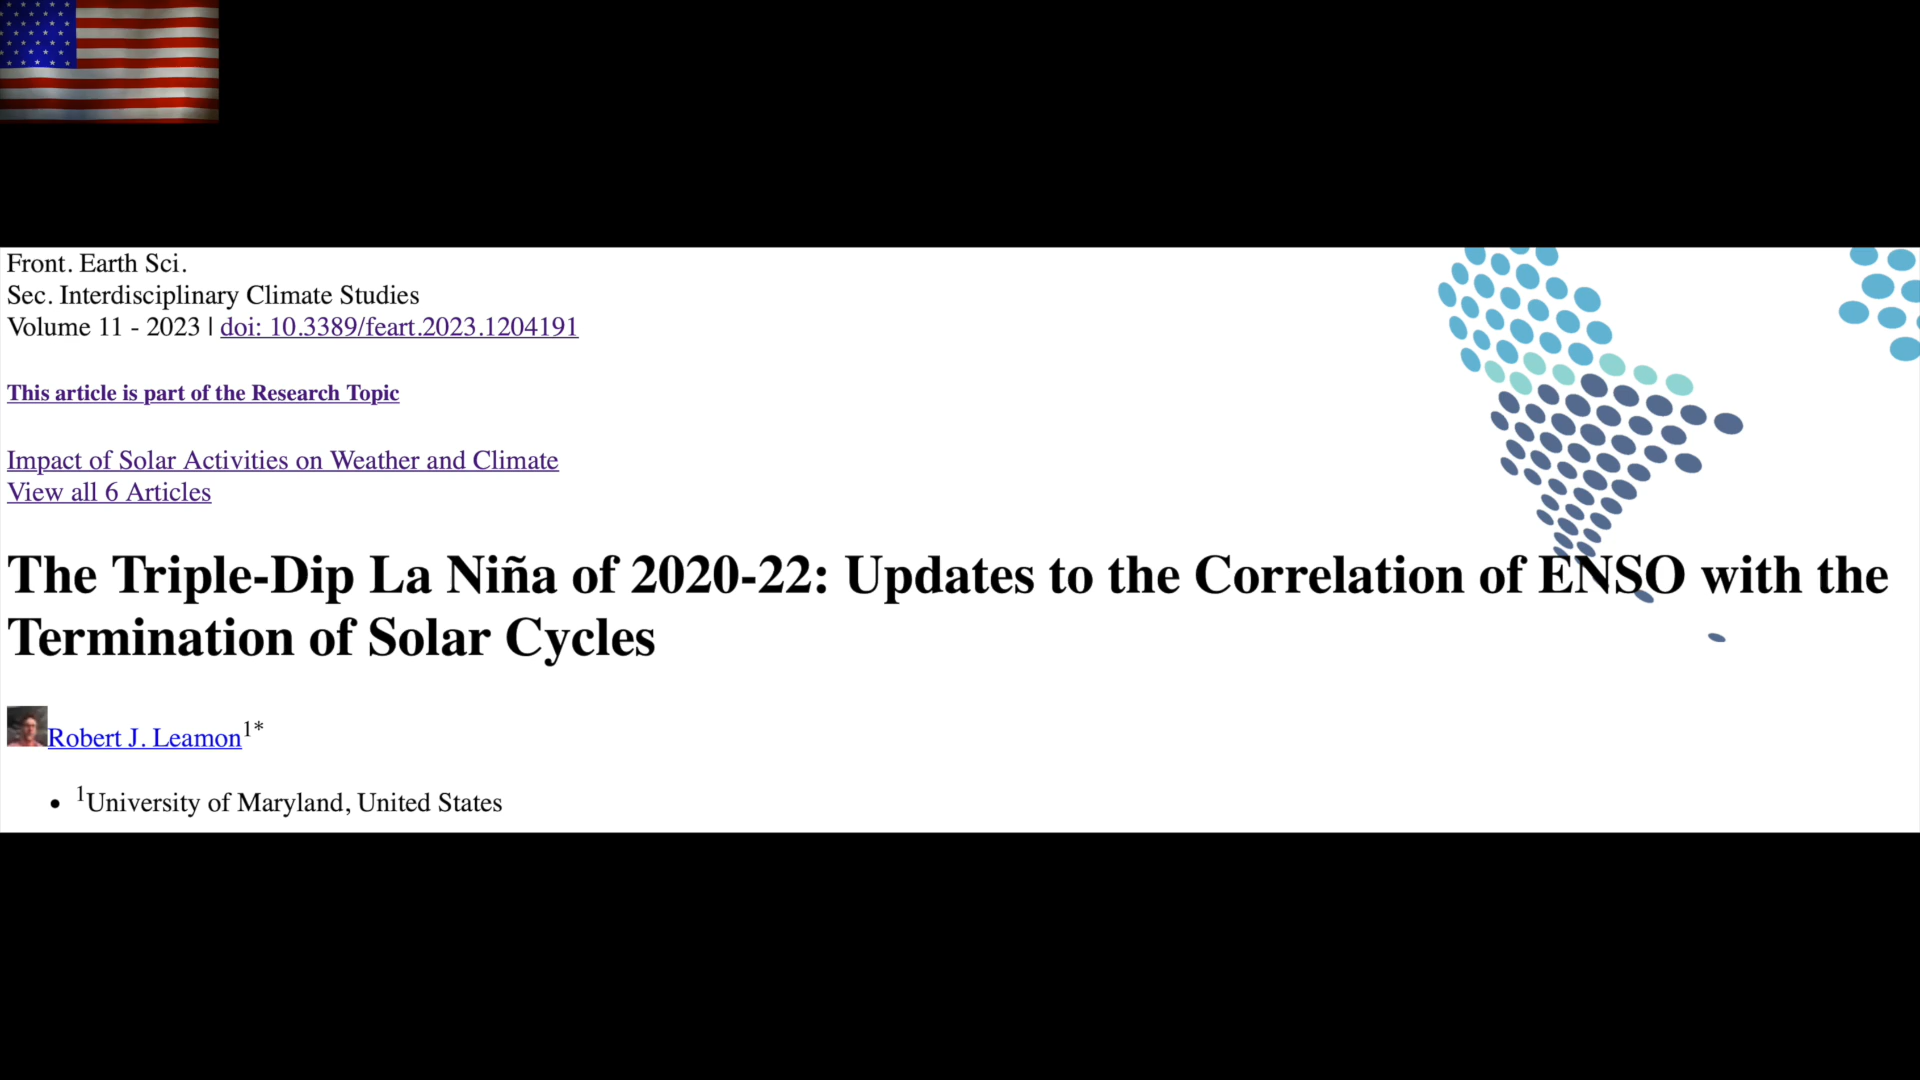 Front. Earth Sci.
Sec. Interdisciplinary Climate Studies
Volume 11 - 2023 | doi: 10.3389/feart.2023.1204191
This article is part of the Research Topic
Impact of Solar Activities on Weather and Climate
View all 6 Articles
The Triple-Dip La Niña of 2020-22: Updates to the Correlation of ENSO with the
Termination of Solar Cycles
Robert J. Leamon1*
1University of Maryland, United States